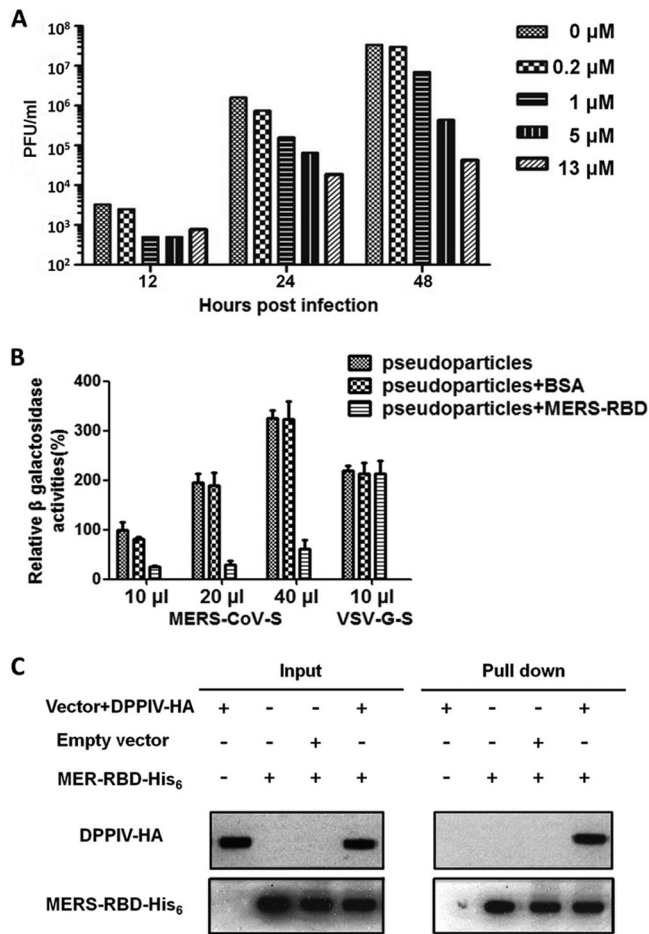 A
PFU/ml
10⁸
10⁷
10⁶
10⁵
10⁴
10³
10²
12 24 48
Hours post infection
0 µM
0.2 µM
1 µM
5 µM
13 µM
B
Relative β galactosidase
activities(%)
400
300
200
100
0
pseudoparticles
pseudoparticles+BSA
pseudoparticles+MERS-RBD
10 µl 20 µl 40 µl 10 µl
MERS-CoV-S VSV-G-S
C
Input Pull down
Vector+DPPIV-HA + - - + + - - +
Empty vector - - + - - - + -
MER-RBD-His₆ - + + + - + + +
DPPIV-HA
MERS-RBD-His₆